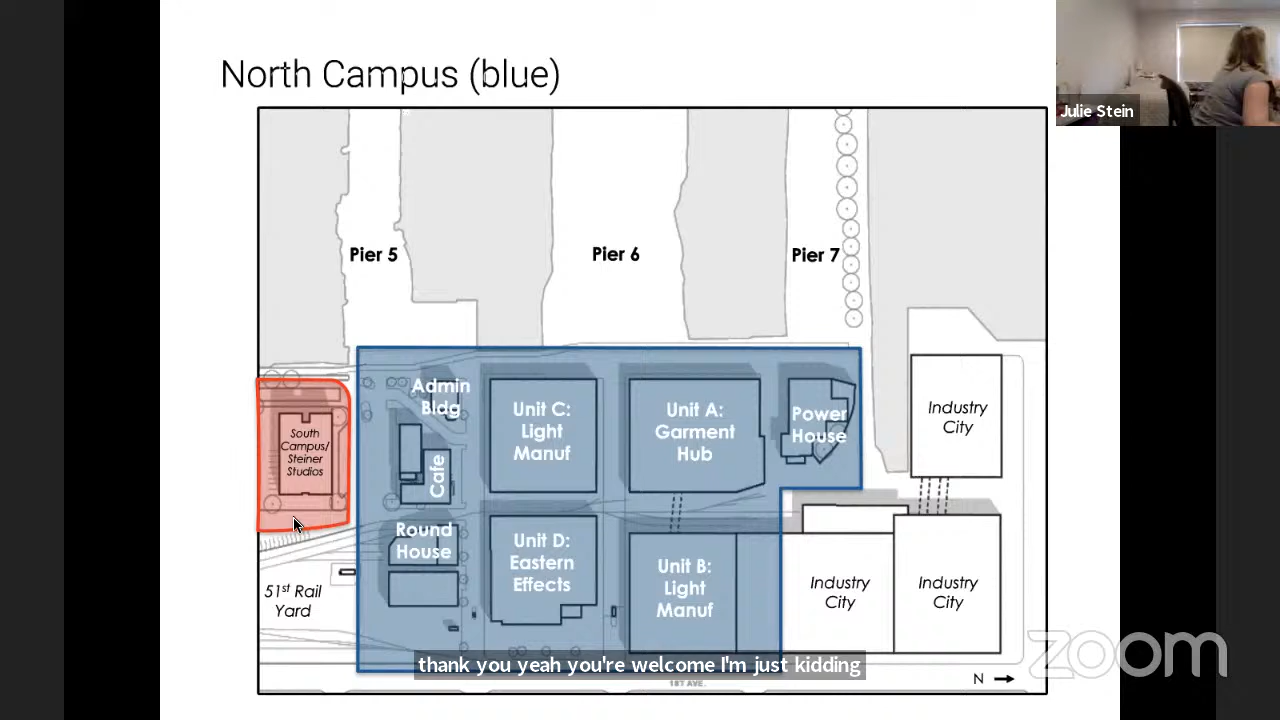 North Campus (blue)
Julie Stein
Pier 5
Pier 6
Pier 7
Admin
Bldg
Unit C:
Light
Manuf
Unit A:
Garment
Hub
Power
House
Industry
City
South
Campus/
Steiner
Studios
Cafe
Round
House
Unit D:
Eastern
Effects
Unit B:
Light
Manuf
Industry
City
Industry
City
51st Rail
Yard
thank you yeah you're welcome I'm just kidding
1ST AVE.
N
zoom